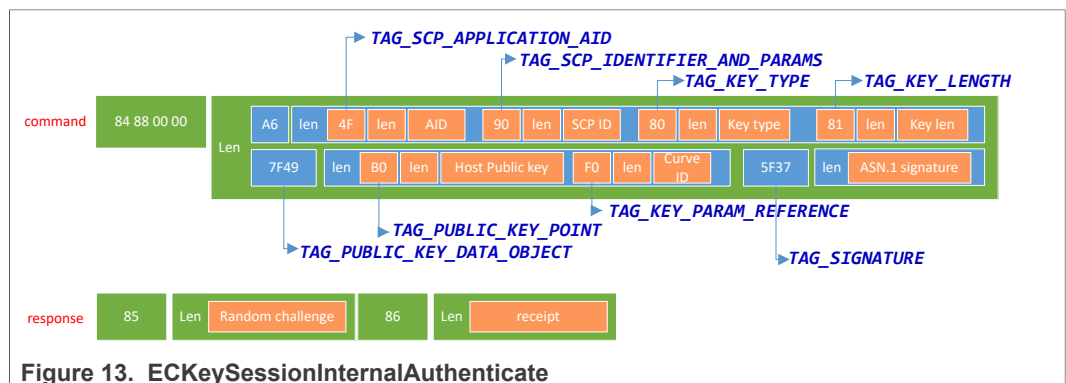 TAG_SCP_APPLICATION_AID
TAG_SCP_IDENTIFIER_AND_PARAMS
TAG_KEY_TYPE TAG_KEY_LENGTH
command 84 88 00 00 Len A6 len 4F len AID 90 len SCP ID 80 len Key type 81 len Key len
7F49 len B0 len Host Public key F0 len Curve ID 5F37 len ASN.1 signature
TAG_KEY_PARAM_REFERENCE
TAG_PUBLIC_KEY_POINT
TAG_PUBLIC_KEY_DATA_OBJECT TAG_SIGNATURE
response 85 Len Random challenge 86 Len receipt
Figure 13. ECKeySessionInternalAuthenticate